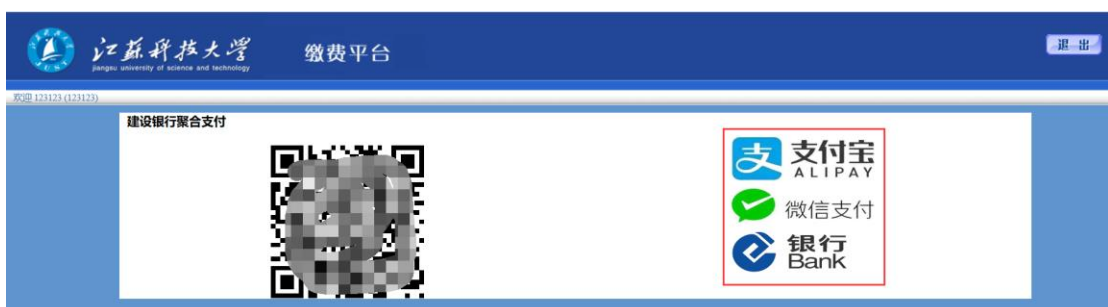 江苏科技大学
jiangsu university of science and technology
缴费平台
退 出
欢迎 123123 (123123)
建设银行聚合支付
支付宝
ALIPAY
微信支付
银行
Bank